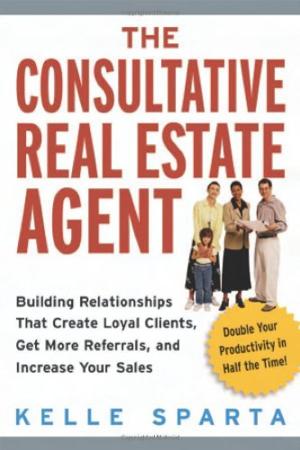 THE
CONSULTATIVE
REAL ESTATE
AGENT
Building Relationships
That Create Loyal Clients,
Get More Referrals, and
Increase Your Sales
Double Your
Productivity in
Half the Time!
KELLE SPARTA